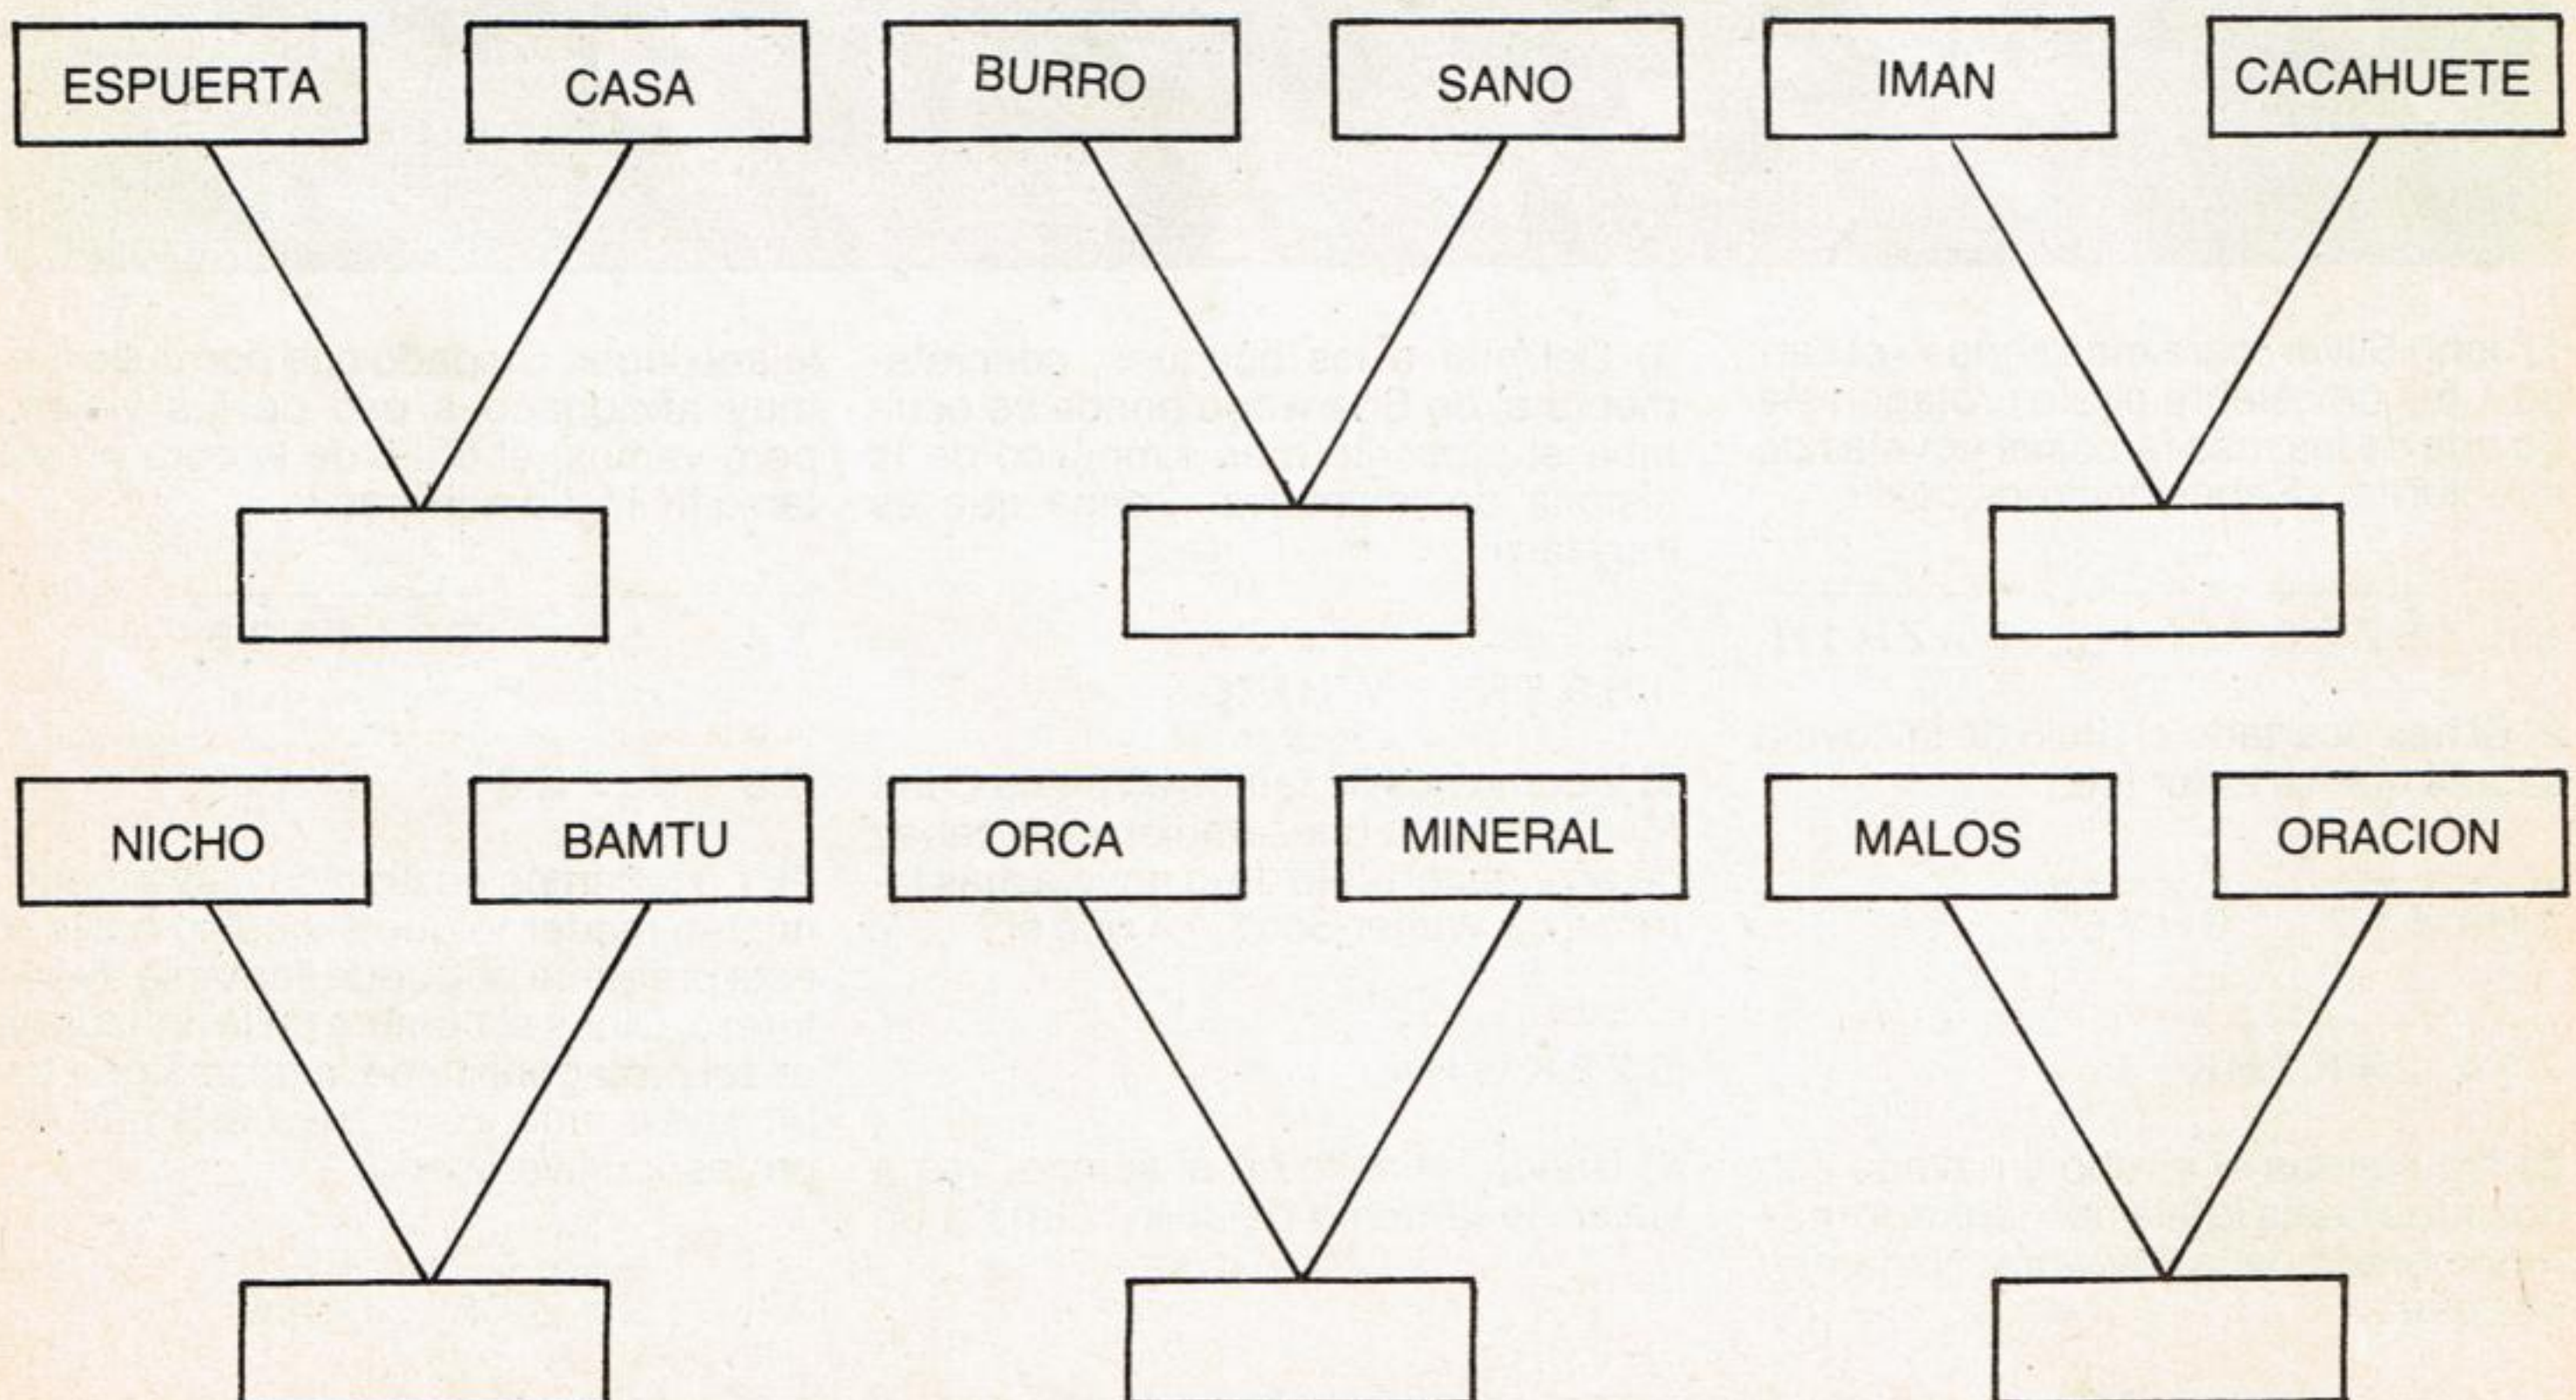 ESPUERTA CASA BURRO SANO IMAN CACAHUETE
NICHO BAMTU ORCA MINERAL MALOS ORACION